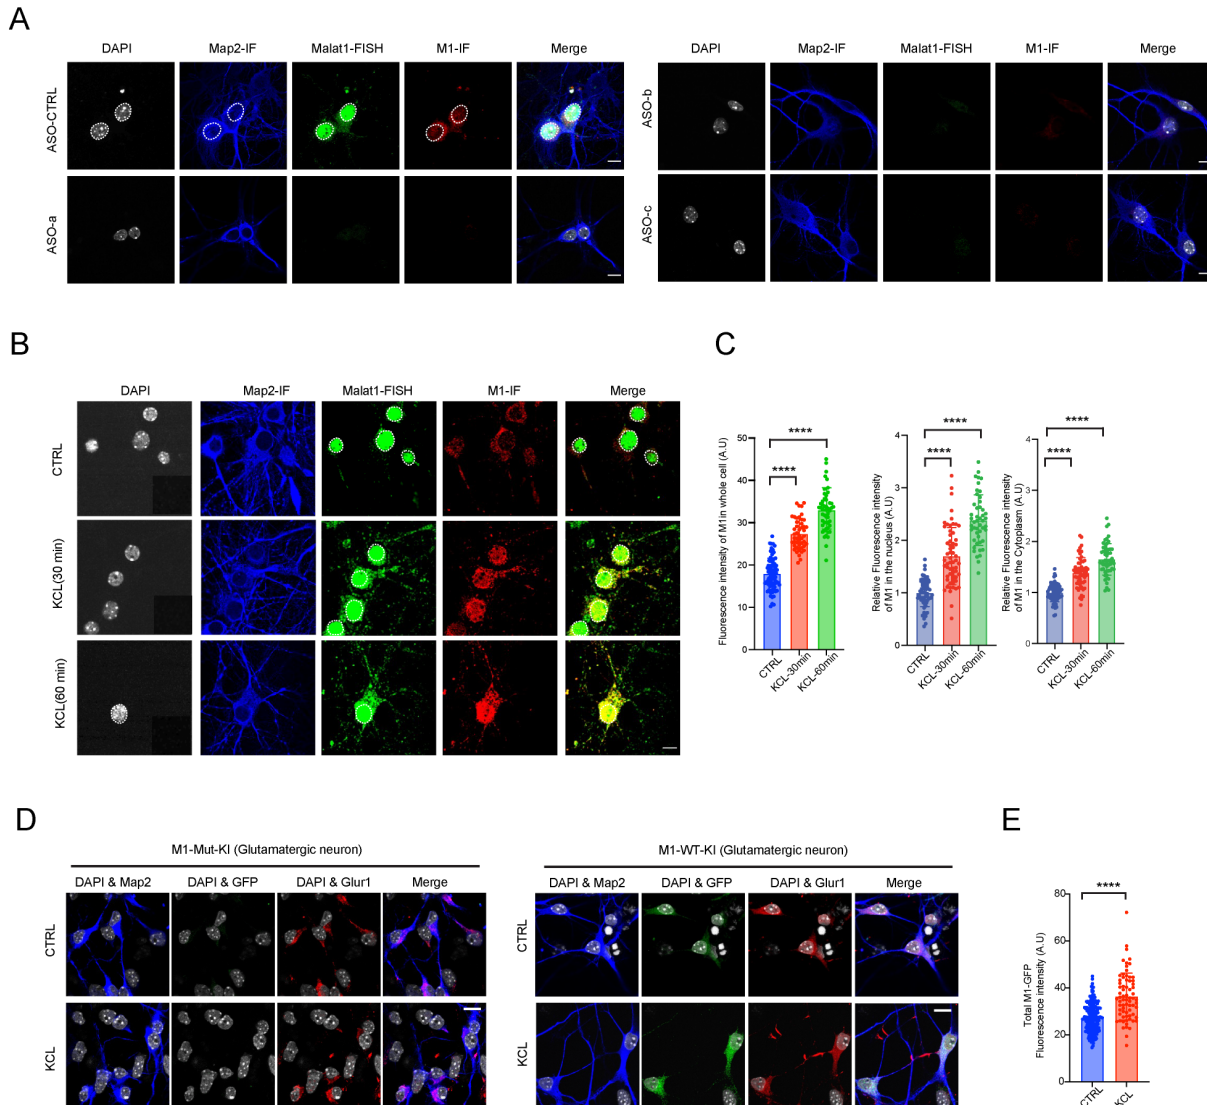 A
DAPI Map2-IF Malat1-FISH M1-IF Merge
ASO-CTRL
ASO-a
DAPI Map2-IF Malat1-FISH M1-IF Merge
ASO-b
ASO-c
B
DAPI Map2-IF Malat1-FISH M1-IF Merge
CTRL
KCL(30 min)
KCL(60 min)
C
Fluorescence intensity of M1in whole cell (A.U)
50
40
30
20
10
0
****
****
CTRL
KCL-30min
KCL-60min
Relative Fluorescence intensity
of M1 in the nucleus (A.U)
4
3
2
1
0
****
****
CTRL
KCL-30min
KCL-60min
Relative Fluorescence intensity
of M1 in the Cytoplasm (A.U)
4
3
2
1
0
****
****
CTRL
KCL-30min
KCL-60min
D
M1-Mut-KI (Glutamatergic neuron)
DAPI & Map2 DAPI & GFP DAPI & Glur1 Merge
CTRL
KCL
M1-WT-KI (Glutamatergic neuron)
DAPI & Map2 DAPI & GFP DAPI & Glur1 Merge
CTRL
KCL
E
Total M1-GFP
Fluorescence intensity (A.U)
80
60
40
20
0
****
CTRL
KCL